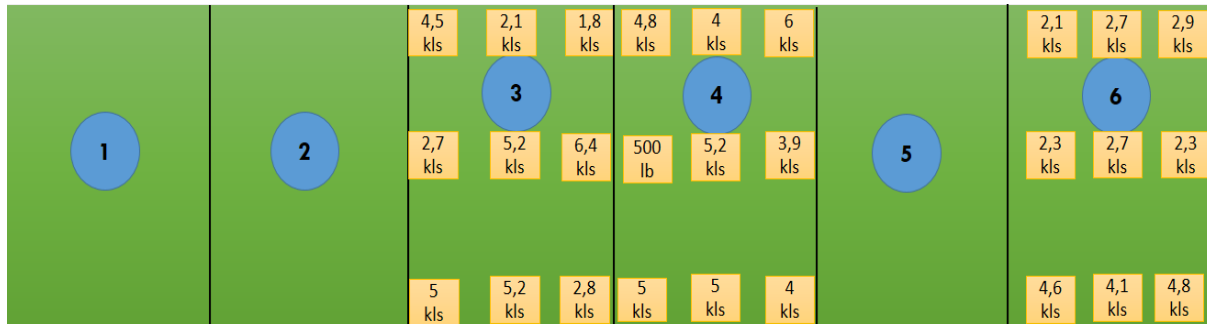 4,5 kls
2,1 kls
1,8 kls
4,8 kls
4 kls
6 kls
2,1 kls
2,7 kls
2,9 kls
1
2
3
4
5
6
2,7 kls
5,2 kls
6,4 kls
500 lb
5,2 kls
3,9 kls
2,3 kls
2,7 kls
2,3 kls
5 kls
5,2 kls
2,8 kls
5 kls
5 kls
4 kls
4,6 kls
4,1 kls
4,8 kls